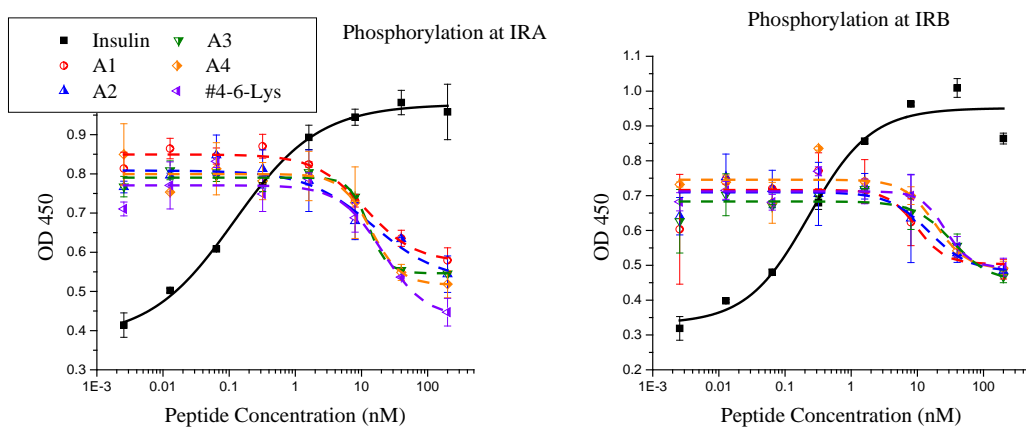 Insulin
A1
A2
A3
A4
#4-6-Lys
Phosphorylation at IRA
0.9
0.8
0.7
0.6
0.5
0.4
0.3
OD 450
1E-3 0.01 0.1 1 10 100
Peptide Concentration (nM)
Phosphorylation at IRB
1.1
1.0
0.9
0.8
0.7
0.6
0.5
0.4
0.3
0.2
OD 450
1E-3 0.01 0.1 1 10 100
Peptide Concentration (nM)